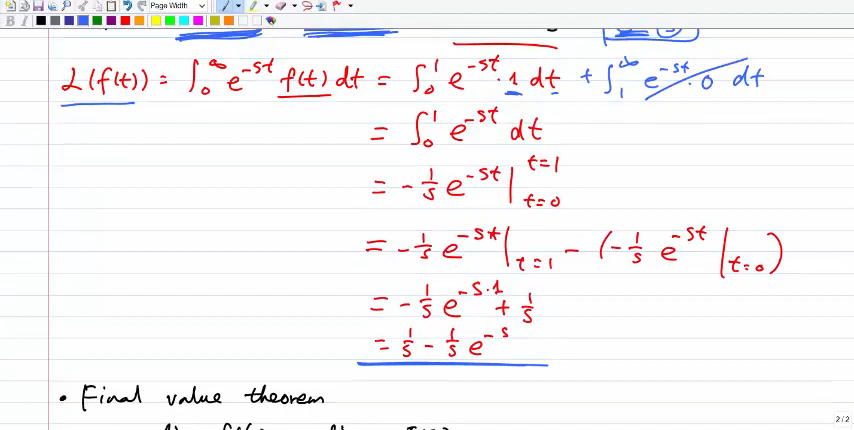 Page Width
B I
L(f(t)) = ∫₀^∞ e^{-st} f(t) dt = ∫₀^1 e^{-st} · 1 dt + ∫₁^∞ e^{-st} · 0 dt
= ∫₀^1 e^{-st} dt
= -1/s e^{-st} |_{t=0}^{t=1}
= -1/s e^{-st} |_{t=1} - (-1/s e^{-st} |_{t=0})
= -1/s e^{-s·1} + 1/s
= 1/s - 1/s e^{-s}
• Final value theorem
2/2